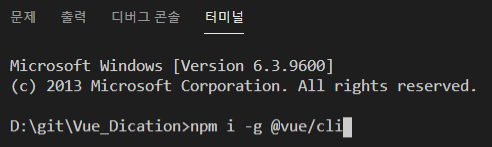 문제 출력 디버그 콘솔 터미널
Microsoft Windows [Version 6.3.9600]
(c) 2013 Microsoft Corporation. All rights reserved.
D:\git\Vue_Dication>npm i -g @vue/cli